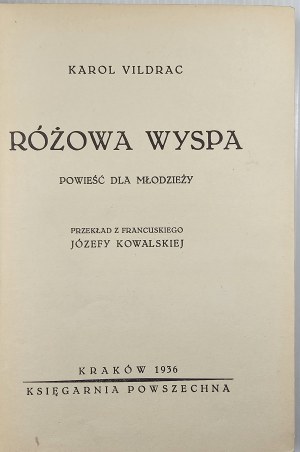 KAROL VILDRAC
RÓŻOWA WYSPA
POWIEŚĆ DLA MŁODZIEŻY
PRZEKŁAD Z FRANCUSKIEGO
JÓZEFY KOWALSKIEJ
KRAKÓW 1936
KSIĘGARNIA POWSZECHNA